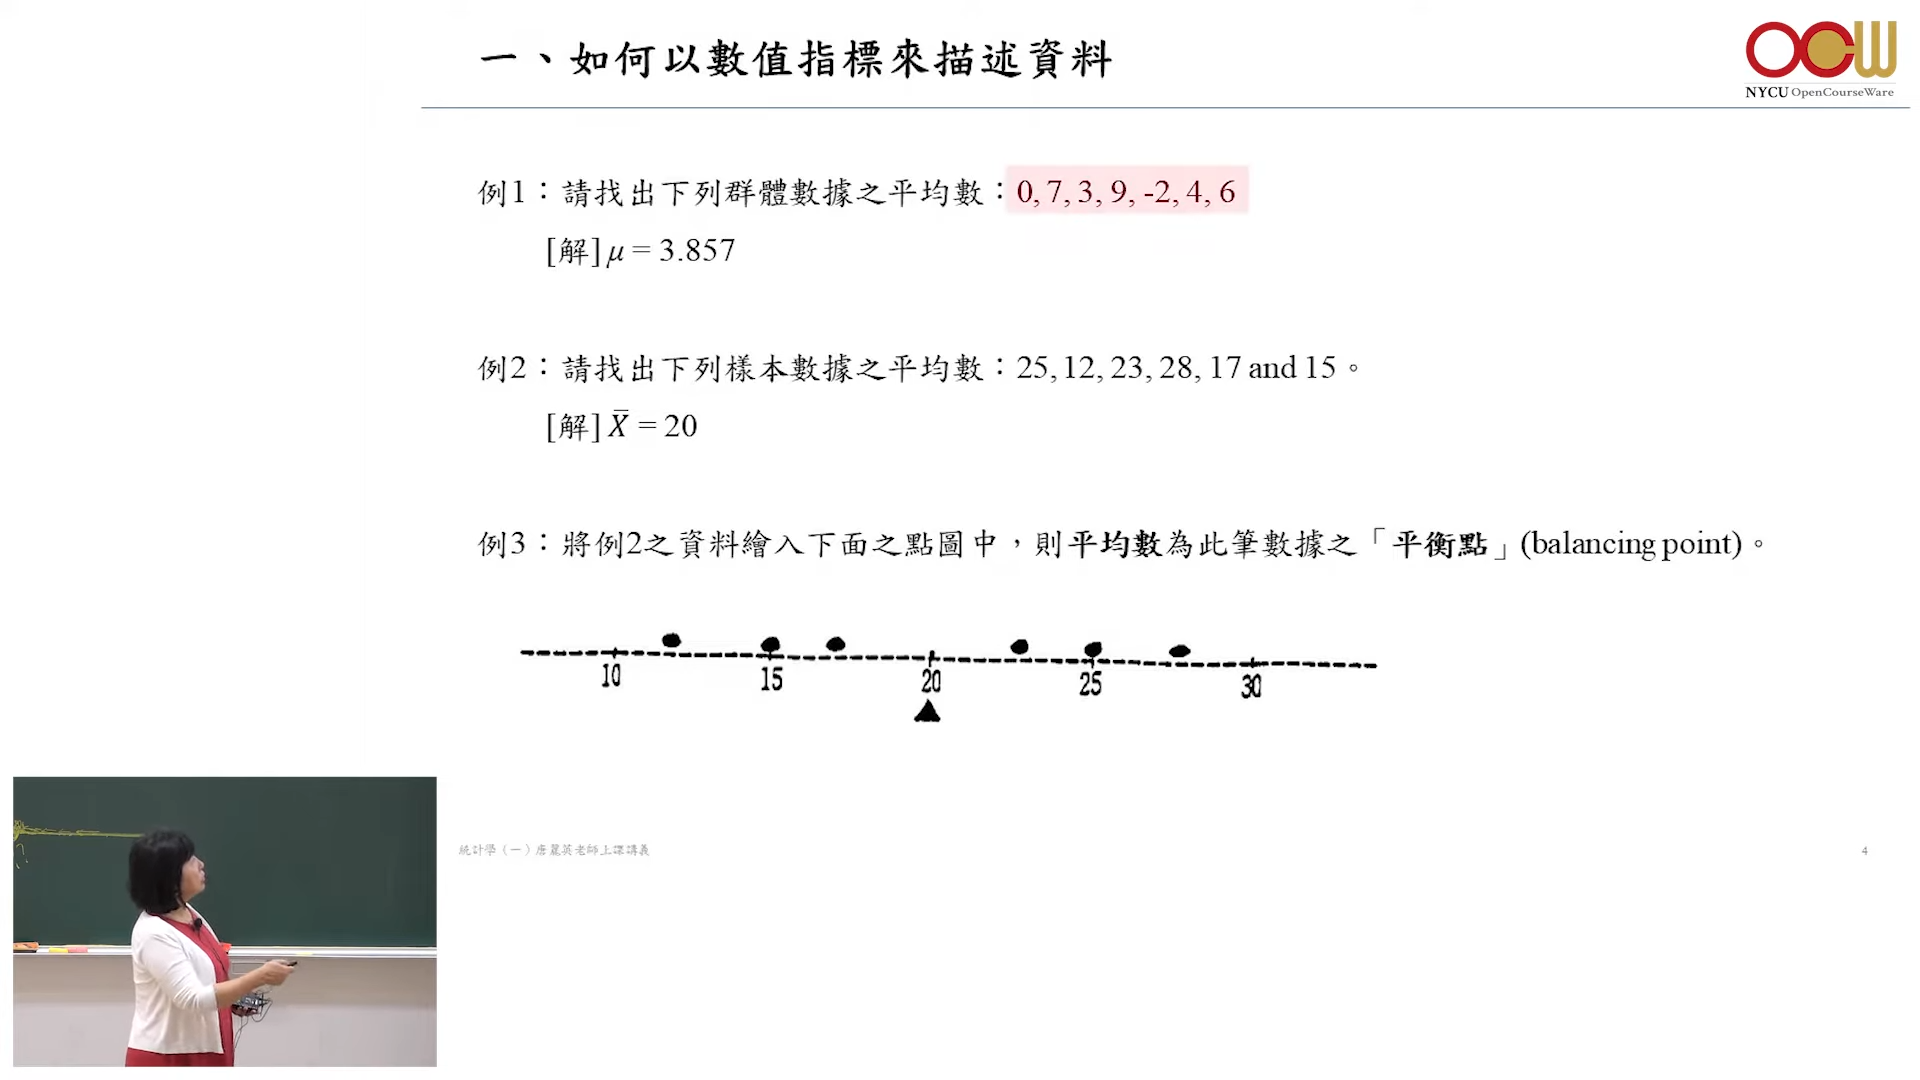 一、如何以數值指標來描述資料
OCW
NYCU OpenCourseWare
例1：請找出下列群體數據之平均數：0, 7, 3, 9, -2, 4, 6
[解] μ = 3.857
例2：請找出下列樣本數據之平均數：25, 12, 23, 28, 17 and 15。
[解] X̄ = 20
例3：將例2之資料繪入下面之點圖中，則平均數為此筆數據之「平衡點」(balancing point)。
10 15 20 25 30
統計學（一）唐麗英老師上課講義
4